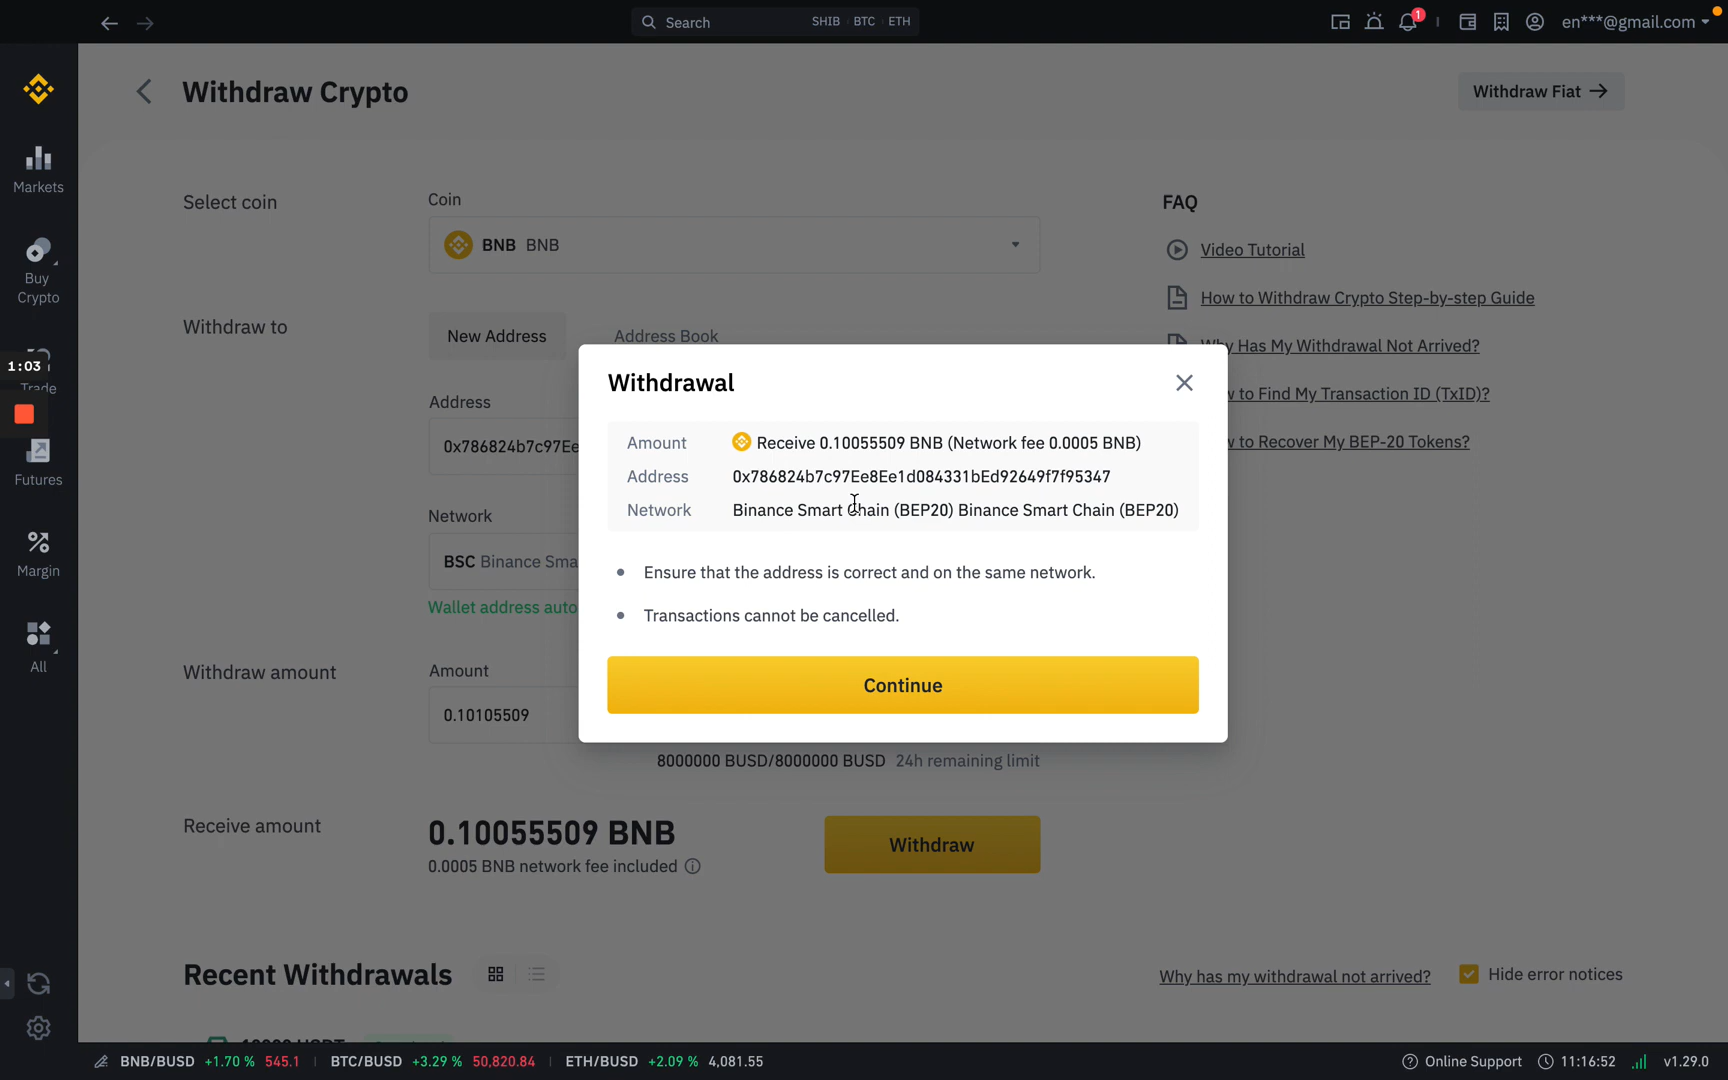 Search SHIB BTC ETH
1
en***@gmail.com
Withdraw Crypto
Withdraw Fiat
Markets
Buy
Crypto
1:03
Trade
Futures
Margin
All
Select coin
Coin
BNB BNB
Withdraw to
New Address Address Book
Address
0x786824b7c97Ee
Network
BSC Binance Sma
Wallet address auto
Withdraw amount
Amount
0.10105509
8000000 BUSD/8000000 BUSD 24h remaining limit
Receive amount
0.10055509 BNB
0.0005 BNB network fee included
Withdraw
FAQ
Video Tutorial
How to Withdraw Crypto Step-by-step Guide
Why Has My Withdrawal Not Arrived?
to Find My Transaction ID (TxID)?
to Recover My BEP-20 Tokens?
Withdrawal
Amount Receive 0.10055509 BNB (Network fee 0.0005 BNB)
Address 0x786824b7c97Ee8Ee1d084331bEd92649f7f95347
Network Binance Smart Chain (BEP20) Binance Smart Chain (BEP20)
Ensure that the address is correct and on the same network.
Transactions cannot be cancelled.
Continue
Recent Withdrawals
Why has my withdrawal not arrived?
Hide error notices
BNB/BUSD +1.70 % 545.1 BTC/BUSD +3.29 % 50,820.84 ETH/BUSD +2.09 % 4,081.55
Online Support 11:16:52 v1.29.0